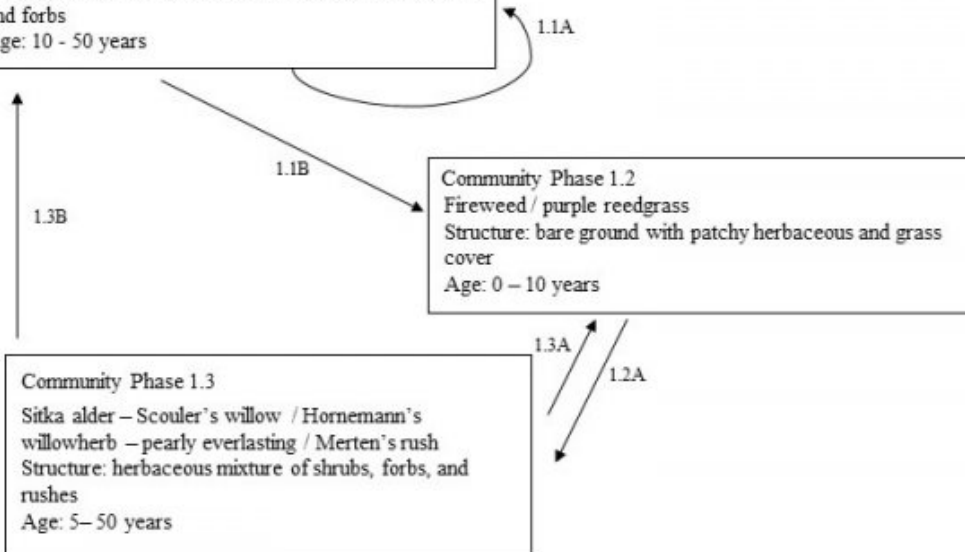 nd forbs
ge: 10 - 50 years
1.1A
1.1B
1.3B
Community Phase 1.2
Fireweed / purple reedgrass
Structure: bare ground with patchy herbaceous and grass
cover
Age: 0 – 10 years
1.3A
1.2A
Community Phase 1.3
Sitka alder – Scouler's willow / Hornemann's
willowherb – pearly everlasting / Merten's rush
Structure: herbaceous mixture of shrubs, forbs, and
rushes
Age: 5– 50 years